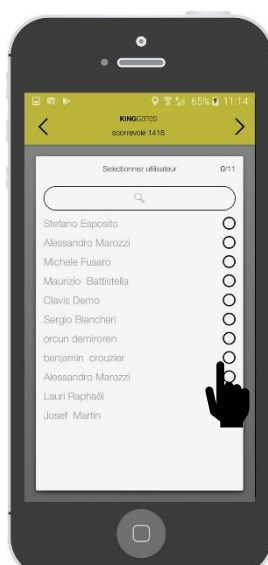 65% 11:14
KINGgates
scorrevole 1418
Selectionnez utilisateur 0/11
Stefano Esposito
Alessandro Marozzi
Michele Fusaro
Maurizio Battistella
Clavis Demo
Sergio Biancheri
orcun demiroren
benjamin crouzier
Alessandro Marozzi
Lauri Raphaël
Josef Martin